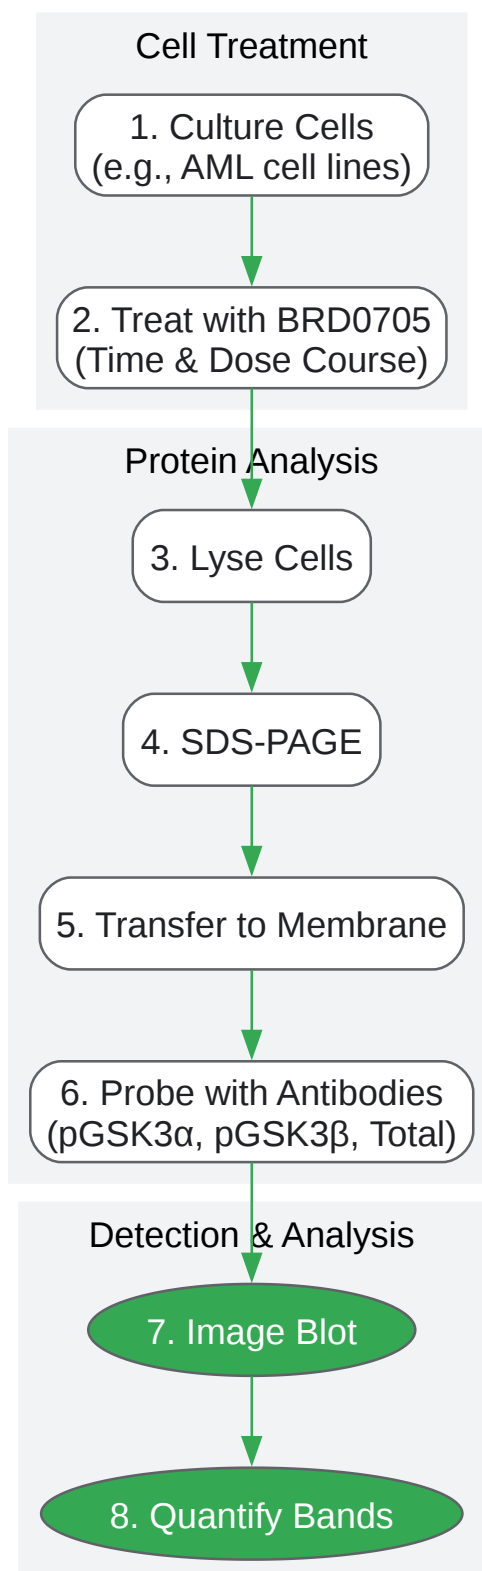 Cell Treatment
1. Culture Cells
(e.g., AML cell lines)
2. Treat with BRD0705
(Time & Dose Course)
Protein Analysis
3. Lyse Cells
4. SDS-PAGE
5. Transfer to Membrane
6. Probe with Antibodies
(pGSK3α, pGSK3β, Total)
Detection & Analysis
7. Image Blot
8. Quantify Bands